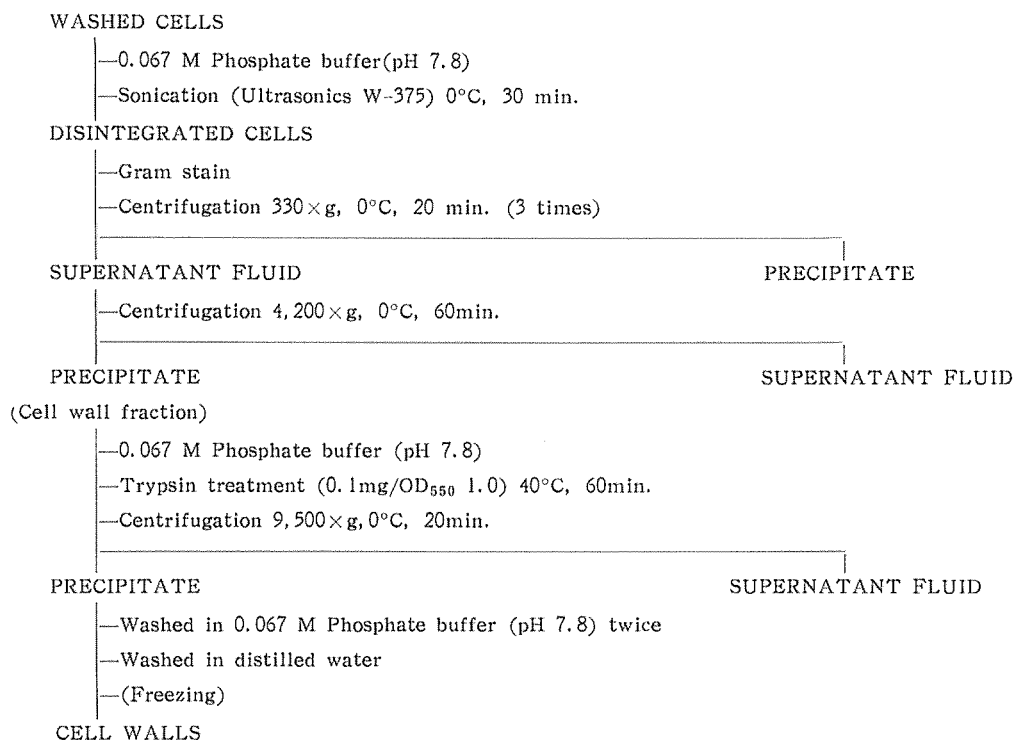 WASHED CELLS
—0.067 M Phosphate buffer(pH 7.8)
—Sonication (Ultrasonics W-375) 0°C, 30 min.
DISINTEGRATED CELLS
—Gram stain
—Centrifugation 330×g, 0°C, 20 min. (3 times)
SUPERNATANT FLUID PRECIPITATE
—Centrifugation 4,200×g, 0°C, 60min.
PRECIPITATE SUPERNATANT FLUID
(Cell wall fraction)
—0.067 M Phosphate buffer (pH 7.8)
—Trypsin treatment (0.1mg/OD₅₅₀ 1.0) 40°C, 60min.
—Centrifugation 9,500×g,0°C, 20min.
PRECIPITATE SUPERNATANT FLUID
—Washed in 0.067 M Phosphate buffer (pH 7.8) twice
—Washed in distilled water
—(Freezing)
CELL WALLS